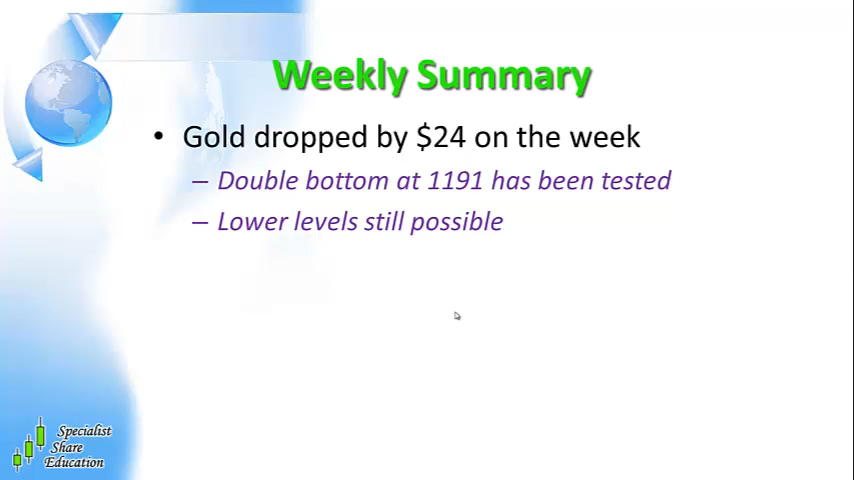 Weekly Summary
• Gold dropped by $24 on the week
– Double bottom at 1191 has been tested
– Lower levels still possible
Specialist
Share
Education